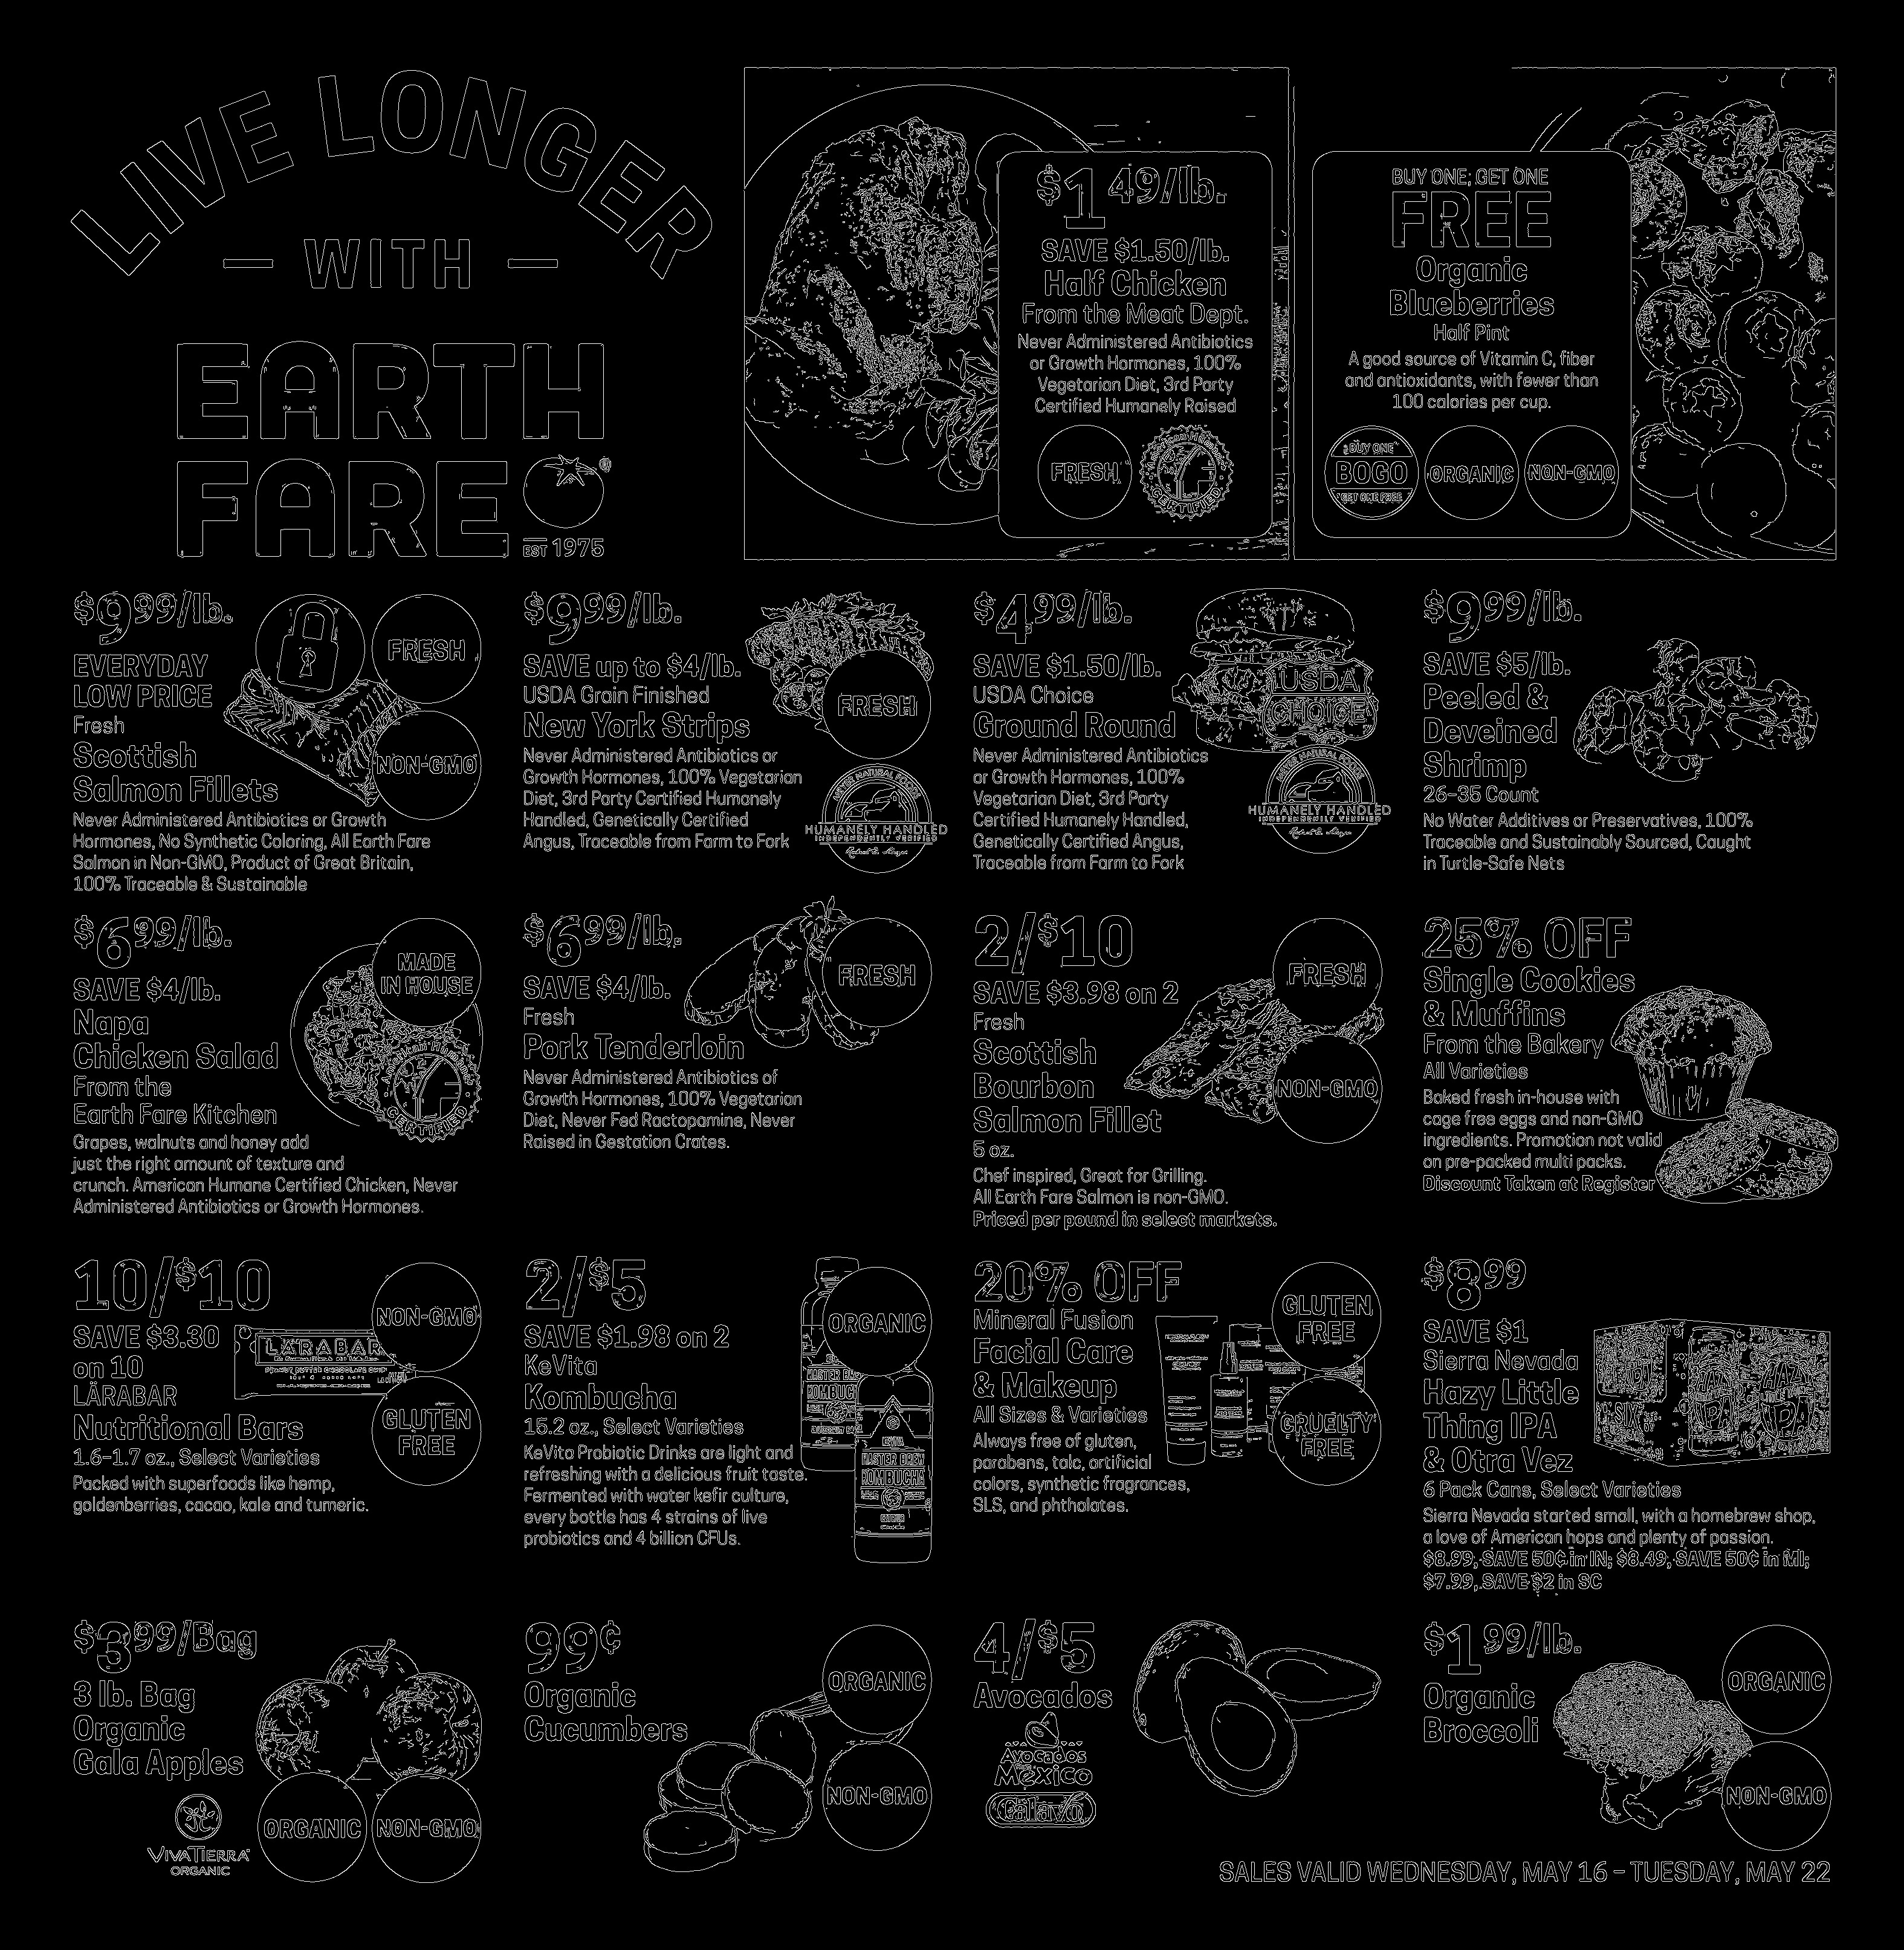 LIVE LONGER
— WITH —
EARTH
FARE®
EST 1975
$1 49/lb.
SAVE $1.50/lb.
Half Chicken
From the Meat Dept.
Never Administered Antibiotics
or Growth Hormones, 100%
Vegetarian Diet, 3rd Party
Certified Humanely Raised
FRESH
CERTIFIED
BUY ONE, GET ONE
FREE
Organic
Blueberries
Half Pint
A good source of Vitamin C, fiber
and antioxidants, with fewer than
100 calories per cup.
BUY ONE
BOGO
GET ONE FREE
ORGANIC
NON-GMO
$9 99/lb.
EVERYDAY
LOW PRICE
Fresh
Scottish
Salmon Fillets
Never Administered Antibiotics or Growth
Hormones, No Synthetic Coloring, All Earth Fare
Salmon in Non-GMO, Product of Great Britain,
100% Traceable & Sustainable
FRESH
NON-GMO
$9 99/lb.
SAVE up to $4/lb.
USDA Grain Finished
New York Strips
Never Administered Antibiotics or
Growth Hormones, 100% Vegetarian
Diet, 3rd Party Certified Humanely
Handled, Genetically Certified
Angus, Traceable from Farm to Fork
FRESH
HUMANELY HANDLED
INDEPENDENTLY VERIFIED
$4 99/lb.
SAVE $1.50/lb.
USDA Choice
Ground Round
Never Administered Antibiotics
or Growth Hormones, 100%
Vegetarian Diet, 3rd Party
Certified Humanely Handled,
Genetically Certified Angus,
Traceable from Farm to Fork
USDA
CHOICE
HUMANELY HANDLED
INDEPENDENTLY VERIFIED
$9 99/lb.
SAVE $5/lb.
Peeled &
Deveined
Shrimp
26-35 Count
No Water Additives or Preservatives, 100%
Traceable and Sustainably Sourced, Caught
in Turtle-Safe Nets
$6 99/lb.
SAVE $4/lb.
Napa
Chicken Salad
From the
Earth Fare Kitchen
Grapes, walnuts and honey add
just the right amount of texture and
crunch. American Humane Certified Chicken, Never
Administered Antibiotics or Growth Hormones.
MADE
IN HOUSE
CERTIFIED
$6 99/lb.
SAVE $4/lb.
Fresh
Pork Tenderloin
Never Administered Antibiotics of
Growth Hormones, 100% Vegetarian
Diet, Never Fed Ractopamine, Never
Raised in Gestation Crates.
FRESH
2/$10
SAVE $3.98 on 2
Fresh
Scottish
Bourbon
Salmon Fillet
5 oz.
Chef inspired, Great for Grilling.
All Earth Fare Salmon is non-GMO.
Priced per pound in select markets.
FRESH
NON-GMO
25% OFF
Single Cookies
& Muffins
From the Bakery
All Varieties
Baked fresh in-house with
cage free eggs and non-GMO
ingredients. Promotion not valid
on pre-packed multi packs.
Discount Taken at Register
10/$10
SAVE $3.30
on 10
LÄRABAR
Nutritional Bars
1.6-1.7 oz., Select Varieties
Packed with superfoods like hemp,
goldenberries, cacao, kale and tumeric.
LÄRABAR
NON-GMO
GLUTEN
FREE
2/$5
SAVE $1.98 on 2
KeVita
Kombucha
15.2 oz., Select Varieties
KeVita Probiotic Drinks are light and
refreshing with a delicious fruit taste.
Fermented with water kefir culture,
every bottle has 4 strains of live
probiotics and 4 billion CFUs.
ORGANIC
MASTER BREW
KOMBUCHA
20% OFF
Mineral Fusion
Facial Care
& Makeup
All Sizes & Varieties
Always free of gluten,
parabens, talc, artificial
colors, synthetic fragrances,
SLS, and phthalates.
GLUTEN
FREE
CRUELTY
FREE
$8 99
SAVE $1
Sierra Nevada
Hazy Little
Thing IPA
& Otra Vez
6 Pack Cans, Select Varieties
Sierra Nevada started small, with a homebrew shop,
a love of American hops and plenty of passion.
$8.99, SAVE 50¢ in IN; $8.49, SAVE 50¢ in MI;
$7.99, SAVE $2 in SC
$3 99/Bag
3 lb. Bag
Organic
Gala Apples
VIVATIERRA
ORGANIC
ORGANIC
NON-GMO
99¢
Organic
Cucumbers
ORGANIC
NON-GMO
4/$5
Avocados
Avocados
México
Calavo
$1 99/lb.
Organic
Broccoli
ORGANIC
NON-GMO
SALES VALID WEDNESDAY, MAY 16 – TUESDAY, MAY 22